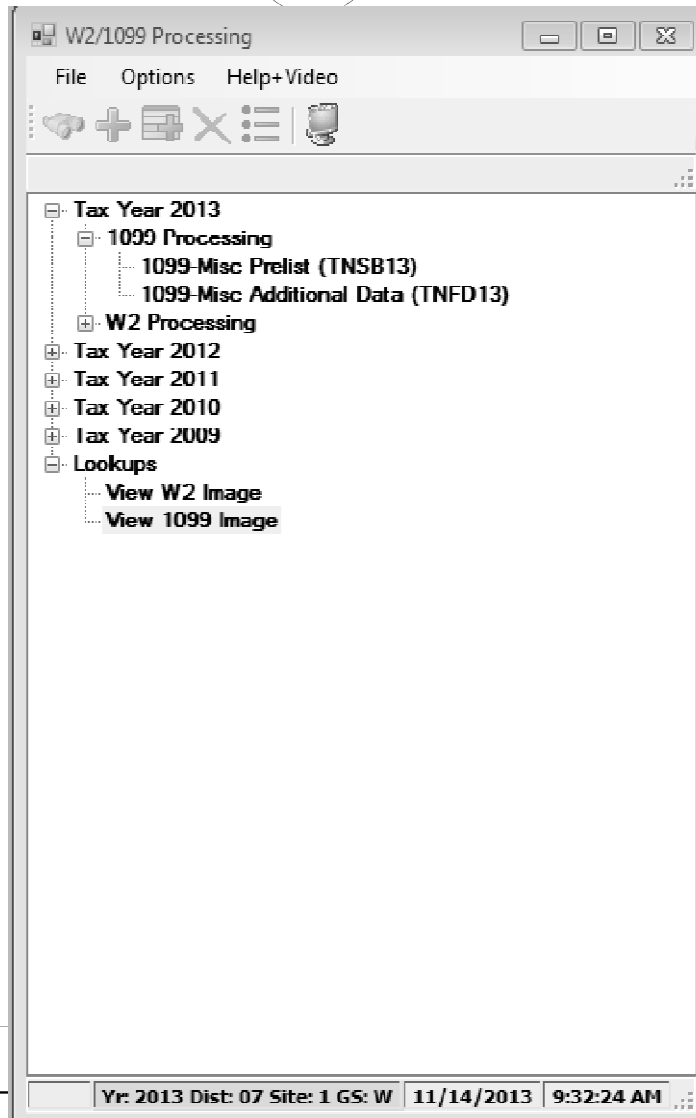 W2/1099 Processing
File Options Help+Video
Tax Year 2013
1099 Processing
1099-Misc Prelist (TNSB13)
1099-Misc Additional Data (TNFD13)
W2 Processing
Tax Year 2012
Tax Year 2011
Tax Year 2010
Tax Year 2009
Lookups
View W2 Image
View 1099 Image
Yr: 2013 Dist: 07 Site: 1 GS: W 11/14/2013 9:32:24 AM